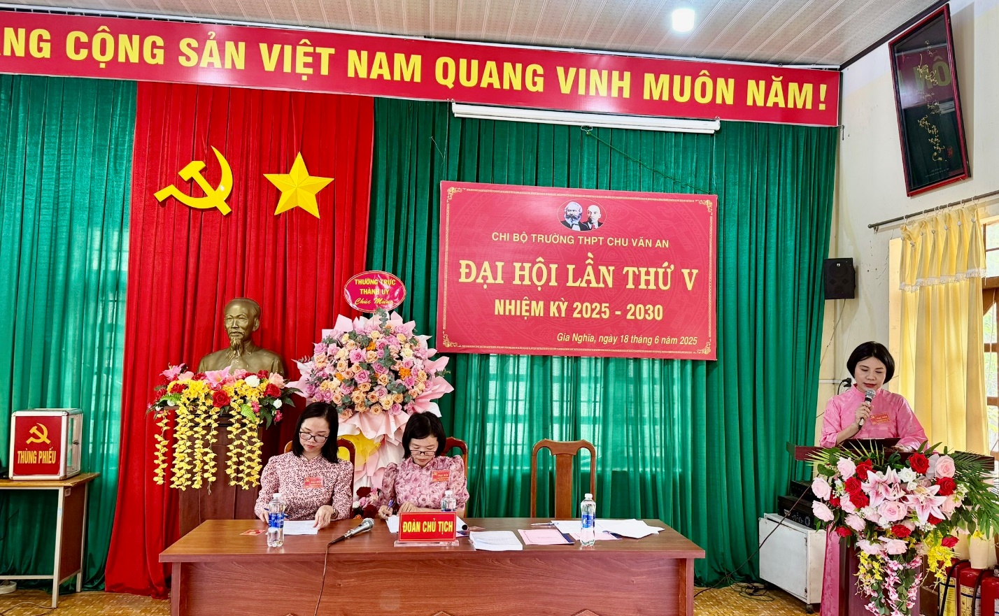 NG CỘNG SẢN VIỆT NAM QUANG VINH MUÔN NĂM!
CHI BỘ TRƯỜNG THPT CHU VĂN AN
ĐẠI HỘI LẦN THỨ V
NHIỆM KỲ 2025 - 2030
Gia Nghĩa, ngày 18 tháng 6 năm 2025
THƯỜNG TRỰC
THÀNH ỦY
Chúc Mừng
THÙNG PHIẾU
ĐOÀN CHỦ TỊCH
ĐẠI HỘI